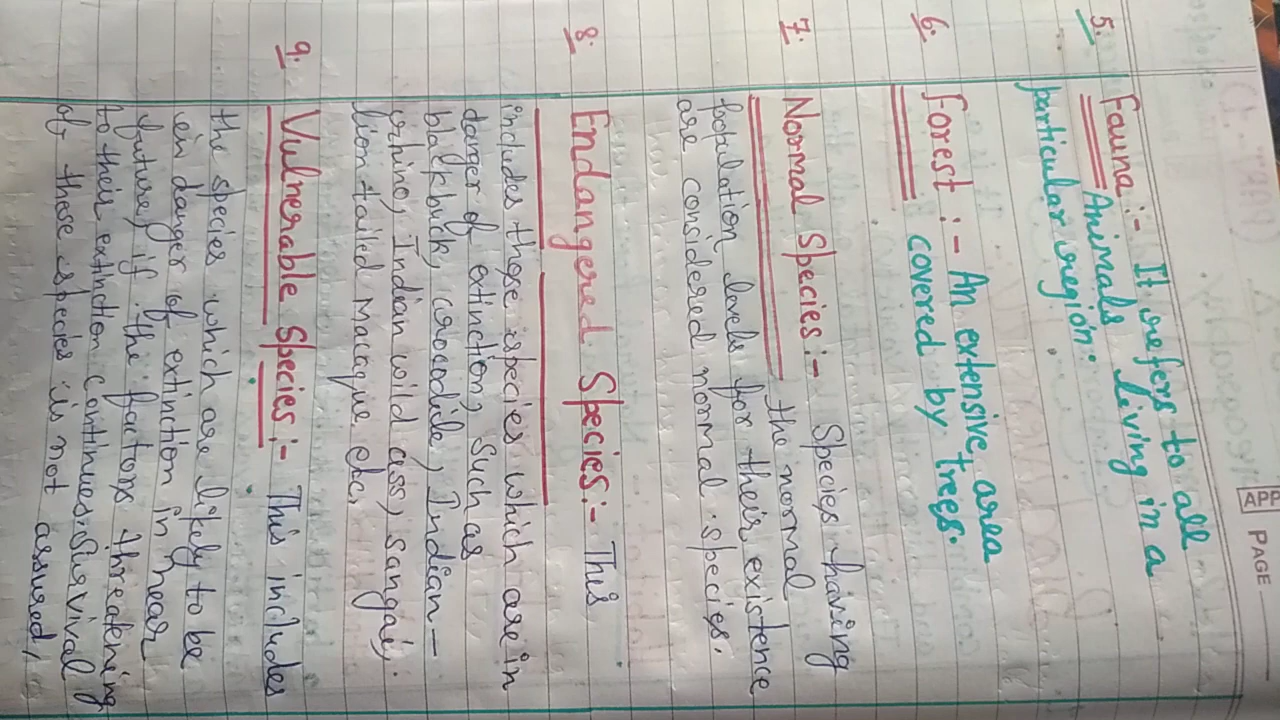 APP
PAGE
5. Fauna :- It refers to all
Animals living in a
particular region.
6. Forest :- An extensive area
covered by trees.
7. Normal Species :- Species having
the normal
population levels for their existence
are considered normal species.
8. Endangered Species :- This
includes those species which are in
danger of extinction, such as
blackbuck, crocodile, Indian-
rhino, Indian wild ass, sangai,
lion tailed macaque etc.
9. Vulnerable Species :- This includes
the species which are likely to be
in danger of extinction in near
future, if the factors threatening
to their extinction continues. Survival
of these species is not assured,